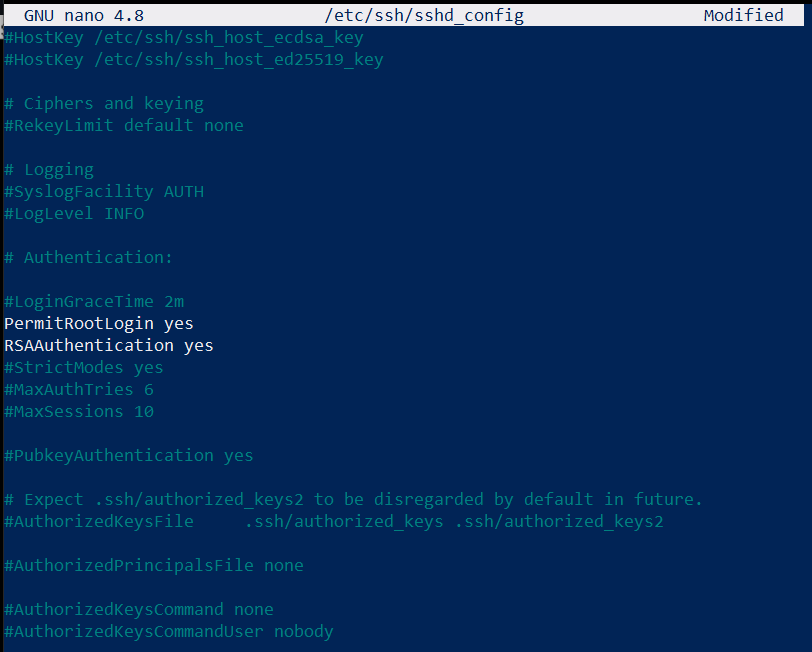 GNU nano 4.8 /etc/ssh/sshd_config Modified
#HostKey /etc/ssh/ssh_host_ecdsa_key
#HostKey /etc/ssh/ssh_host_ed25519_key
# Ciphers and keying
#RekeyLimit default none
# Logging
#SyslogFacility AUTH
#LogLevel INFO
# Authentication:
#LoginGraceTime 2m
PermitRootLogin yes
RSAAuthentication yes
#StrictModes yes
#MaxAuthTries 6
#MaxSessions 10
#PubkeyAuthentication yes
# Expect .ssh/authorized_keys2 to be disregarded by default in future.
#AuthorizedKeysFile .ssh/authorized_keys .ssh/authorized_keys2
#AuthorizedPrincipalsFile none
#AuthorizedKeysCommand none
#AuthorizedKeysCommandUser nobody